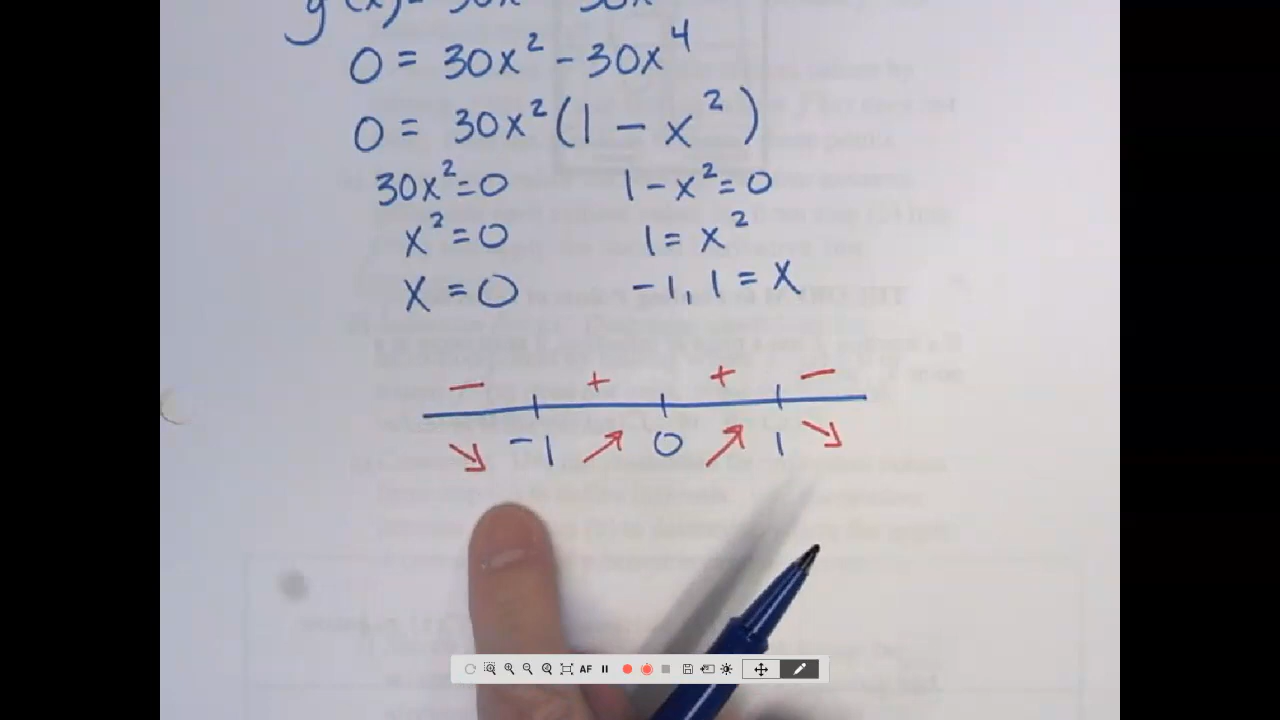 0 = 30x² - 30x⁴
0 = 30x²(1 - x²)
30x²=0 1-x²=0
x²=0 1=x²
x=0 -1,1=x
- + + -
↘ -1 ↗ 0 ↗ 1 ↘
AF